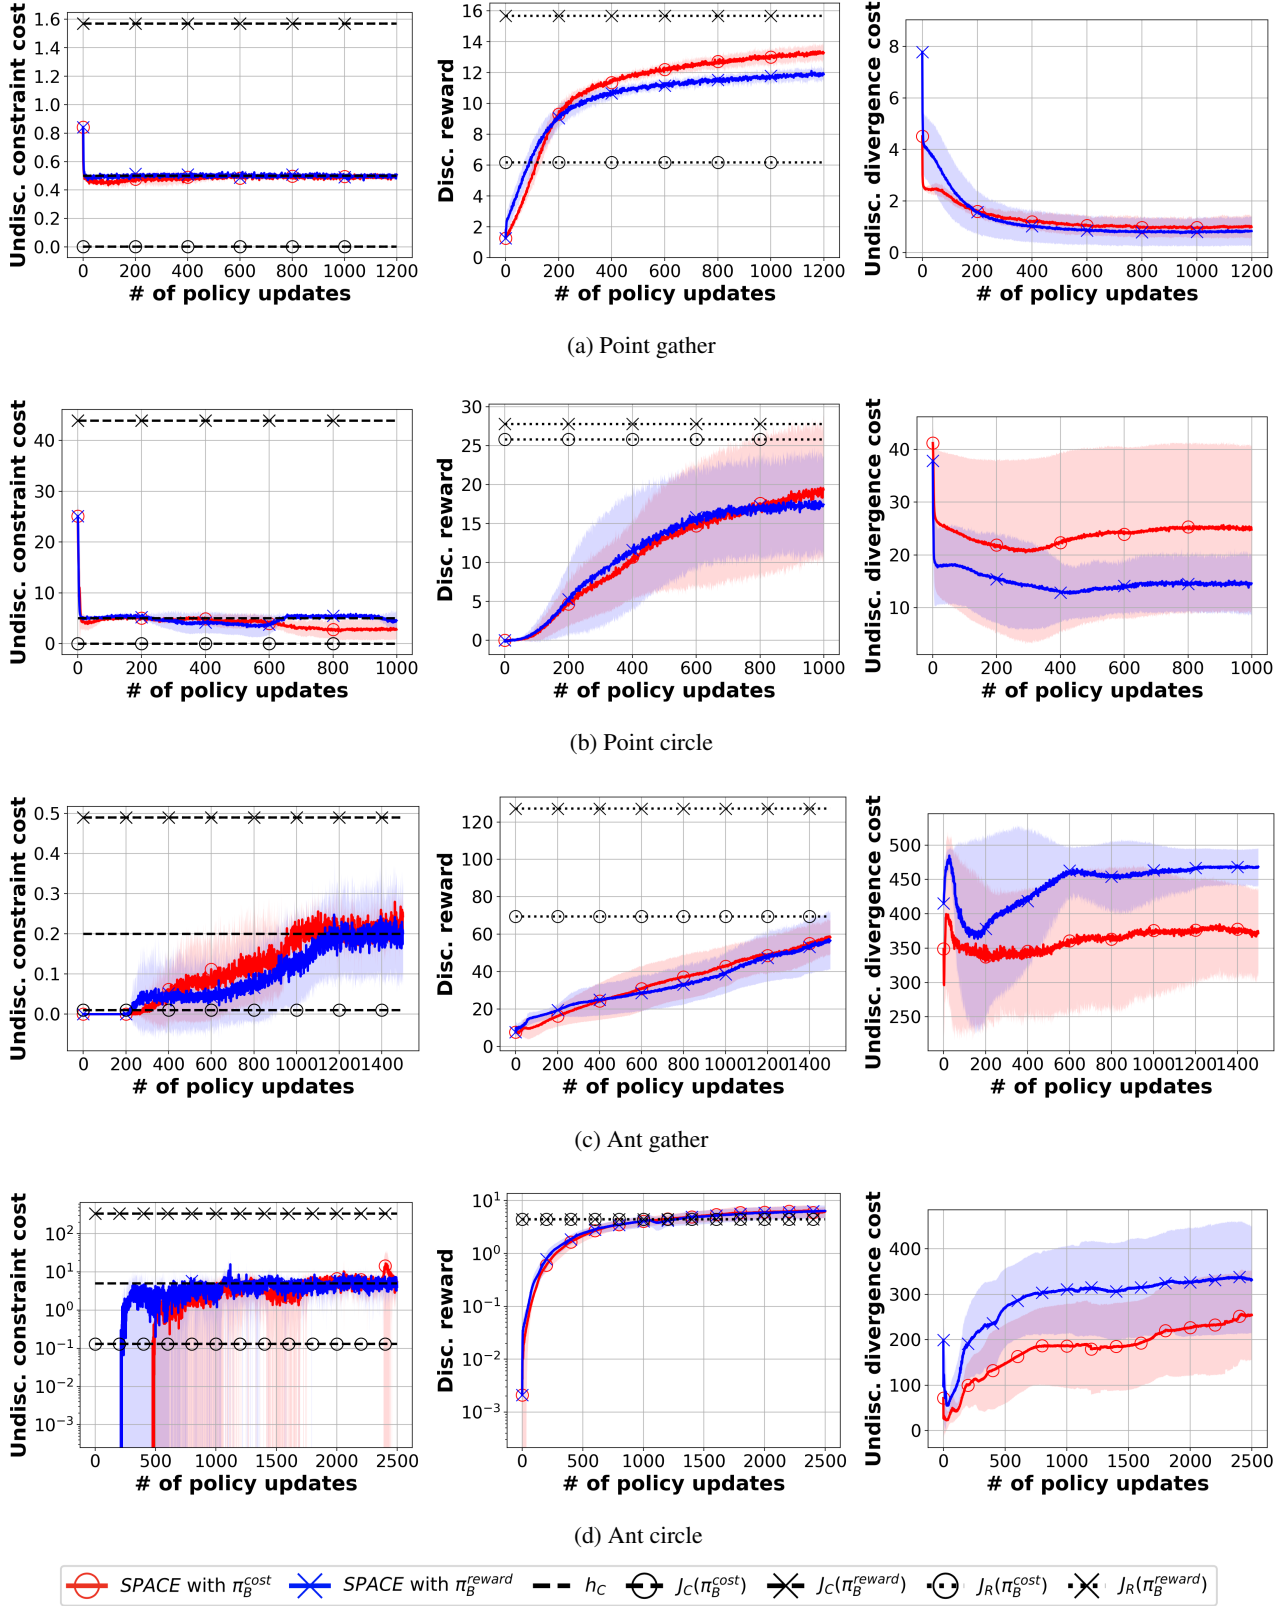 Undisc. constraint cost
1.6
1.4
1.2
1.0
0.8
0.6
0.4
0.2
0.0
0 200 400 600 800 1000 1200
# of policy updates
Disc. reward
16
14
12
10
8
6
4
2
0
0 200 400 600 800 1000 1200
# of policy updates
Undisc. divergence cost
8
6
4
2
0
0 200 400 600 800 1000 1200
# of policy updates
(a) Point gather
Undisc. constraint cost
40
30
20
10
0
0 200 400 600 800 1000
# of policy updates
Disc. reward
30
25
20
15
10
5
0
0 200 400 600 800 1000
# of policy updates
Undisc. divergence cost
40
30
20
10
0 200 400 600 800 1000
# of policy updates
(b) Point circle
Undisc. constraint cost
0.5
0.4
0.3
0.2
0.1
0.0
0 200 400 600 800 1000 1200 1400
# of policy updates
Disc. reward
120
100
80
60
40
20
0
0 200 400 600 800 1000 1200 1400
# of policy updates
Undisc. divergence cost
500
450
400
350
300
250
0 200 400 600 800 1000 1200 1400
# of policy updates
(c) Ant gather
Undisc. constraint cost
10²
10¹
10⁰
10⁻¹
10⁻²
10⁻³
0 500 1000 1500 2000 2500
# of policy updates
Disc. reward
10¹
10⁰
10⁻¹
10⁻²
10⁻³
0 500 1000 1500 2000 2500
# of policy updates
Undisc. divergence cost
400
300
200
100
0
0 500 1000 1500 2000 2500
# of policy updates
(d) Ant circle
SPACE with π_B^cost SPACE with π_B^reward h_C J_C(π_B^cost) J_C(π_B^reward) J_R(π_B^cost) J_R(π_B^reward)